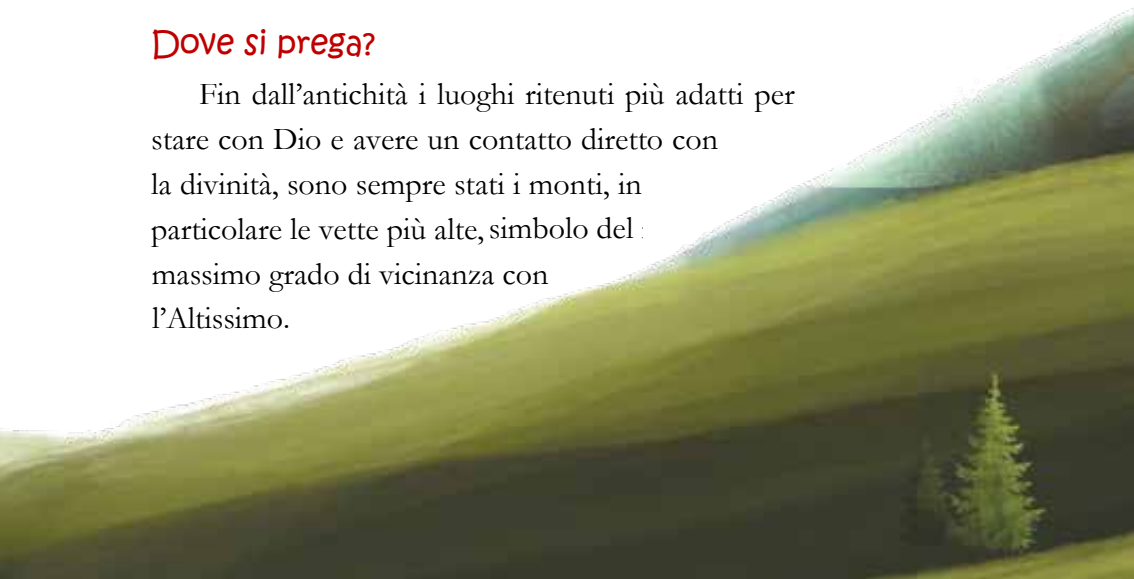 Dove si prega?
Fin dall’antichità i luoghi ritenuti più adatti per
stare con Dio e avere un contatto diretto con
la divinità, sono sempre stati i monti, in
particolare le vette più alte, simbolo del
massimo grado di vicinanza con
l’Altissimo.